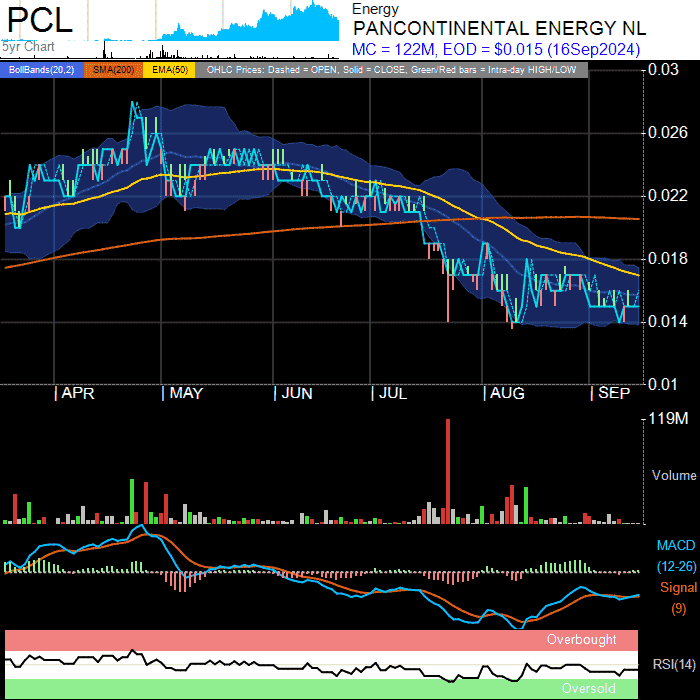 PCL
5yr Chart
Energy
PANCONTINENTAL ENERGY NL
MC = 122M, EOD = $0.015 (16Sep2024)
BollBands(20,2) SMA(200) EMA(50) OHLC Prices: Dashed = OPEN, Solid = CLOSE, Green/Red bars = Intra-day HIGH/LOW
0.03
0.026
0.022
0.018
0.014
0.01
APR MAY JUN JUL AUG SEP
119M
Volume
MACD
(12-26)
Signal
(9)
Overbought
RSI(14)
Oversold